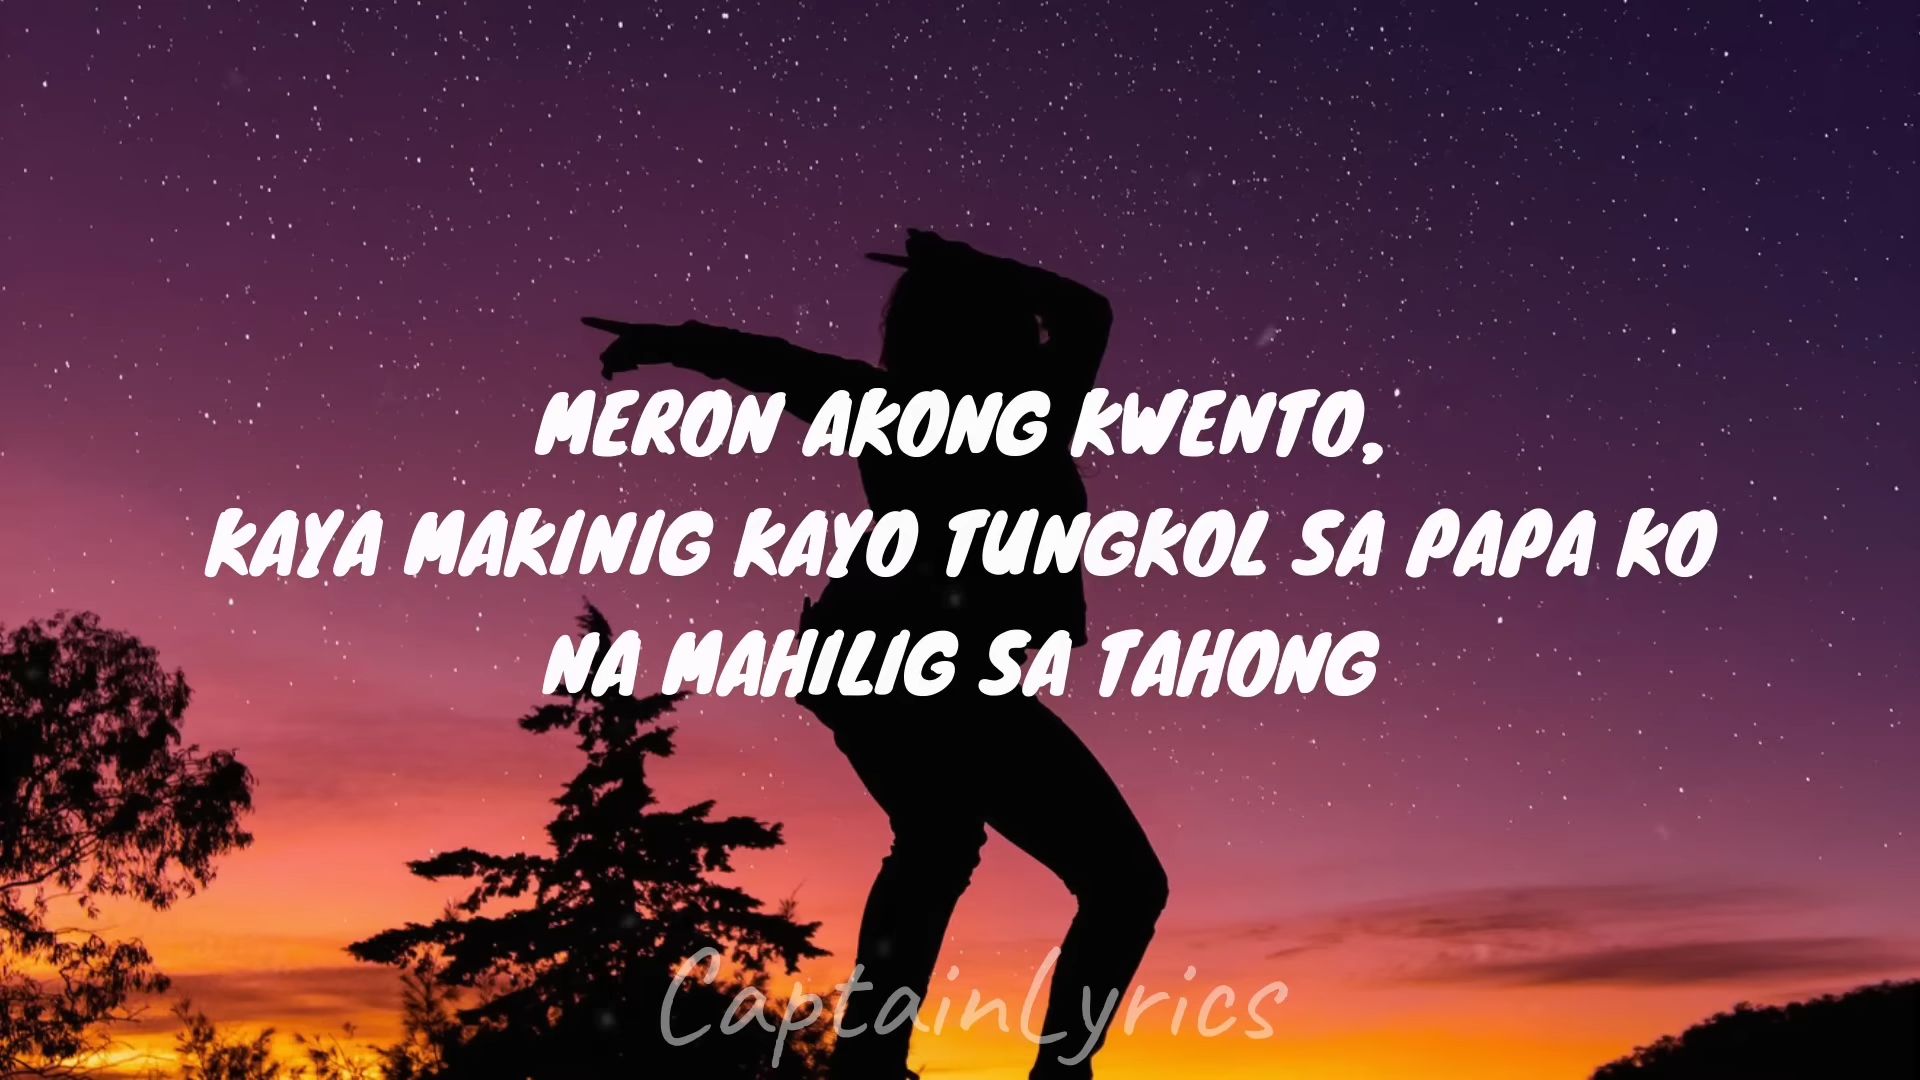 MERON AKONG KWENTO,
KAYA MAKINIG KAYO TUNGKOL SA PAPA KO
NA MAHILIG SA TAHONG
CaptainLyrics